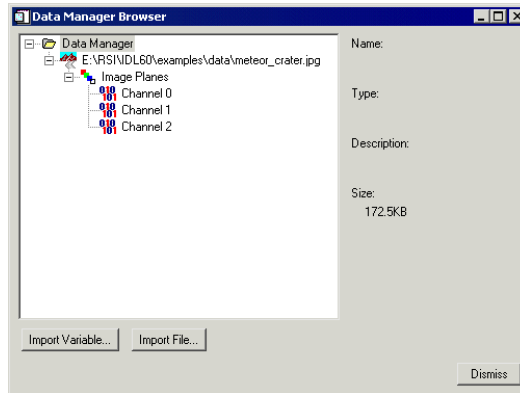 Data Manager Browser
Data Manager
E:\RSI\IDL60\examples\data\meteor_crater.jpg
Image Planes
Channel 0
Channel 1
Channel 2
Name:
Type:
Description:
Size:
172.5KB
Import Variable...
Import File...
Dismiss